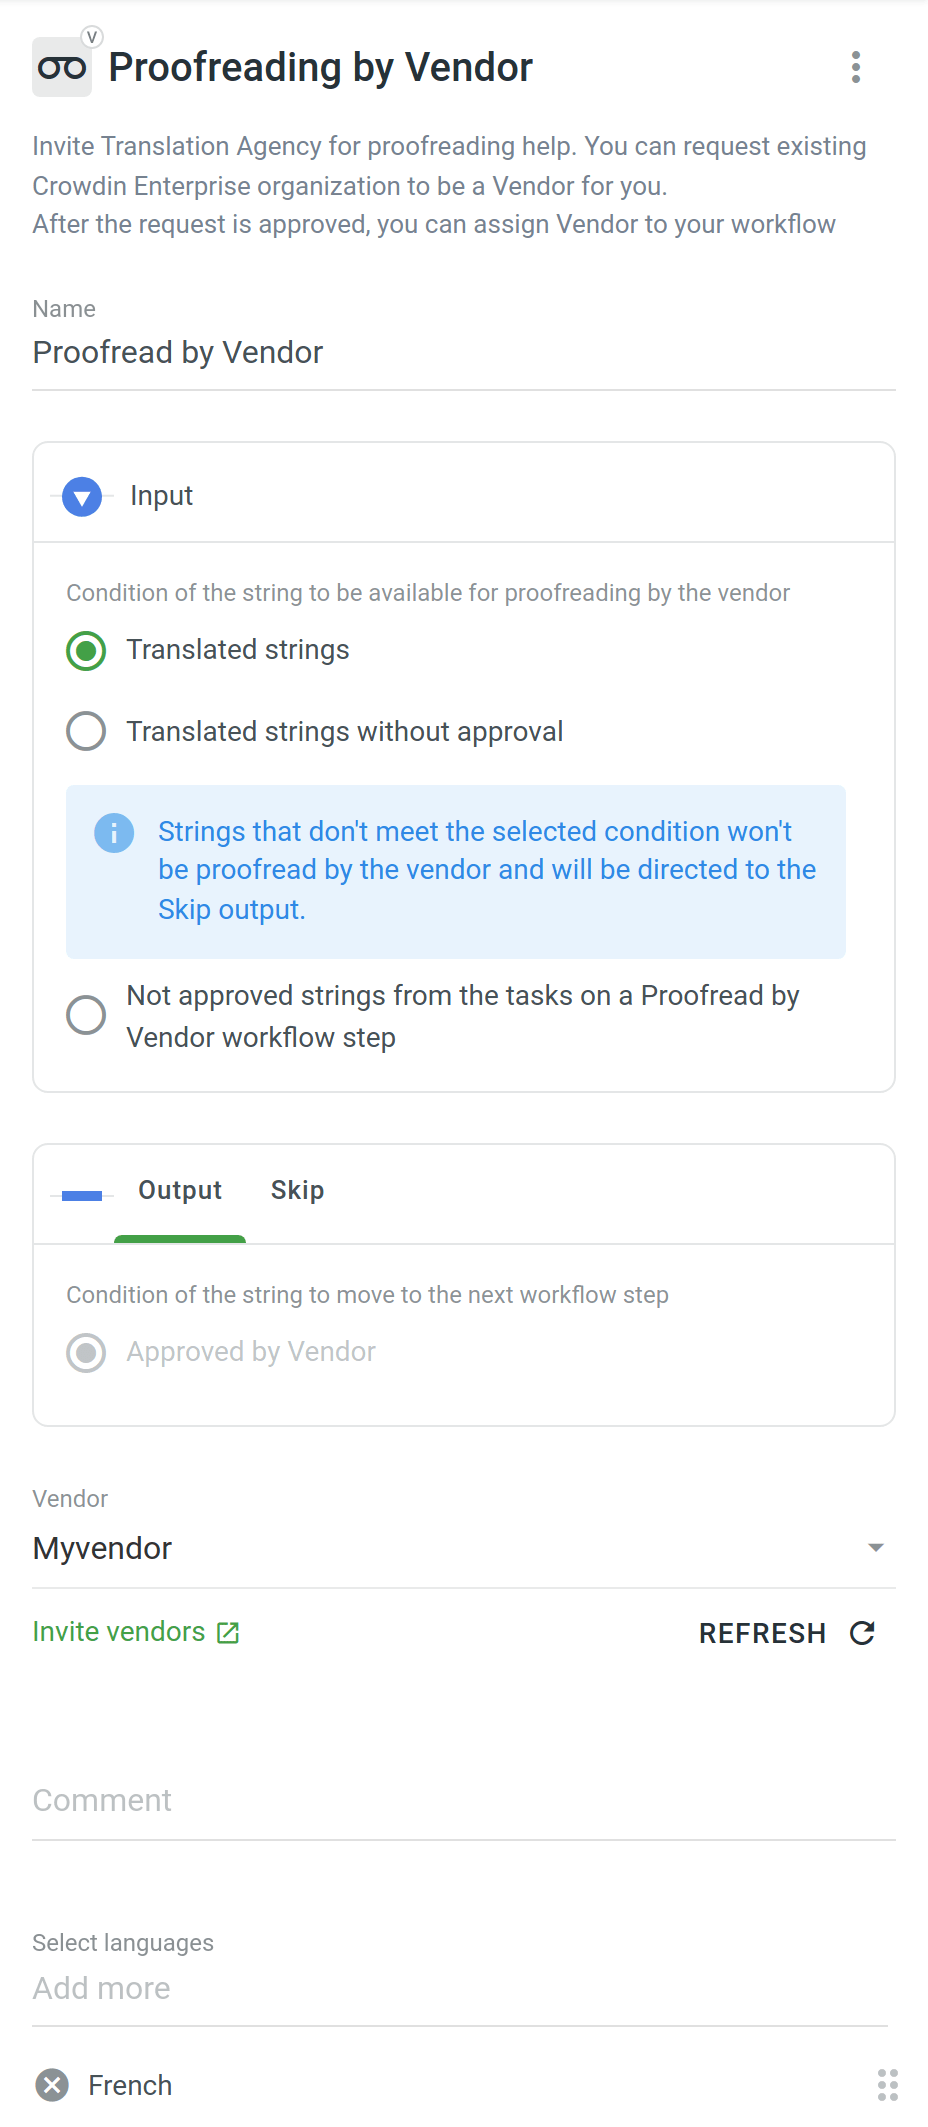 V
Proofreading by Vendor
Invite Translation Agency for proofreading help. You can request existing
Crowdin Enterprise organization to be a Vendor for you.
After the request is approved, you can assign Vendor to your workflow
Name
Proofread by Vendor
Input
Condition of the string to be available for proofreading by the vendor
Translated strings
Translated strings without approval
Strings that don't meet the selected condition won't
be proofread by the vendor and will be directed to the
Skip output.
Not approved strings from the tasks on a Proofread by
Vendor workflow step
Output Skip
Condition of the string to move to the next workflow step
Approved by Vendor
Vendor
Myvendor
Invite vendors REFRESH
Comment
Select languages
Add more
French